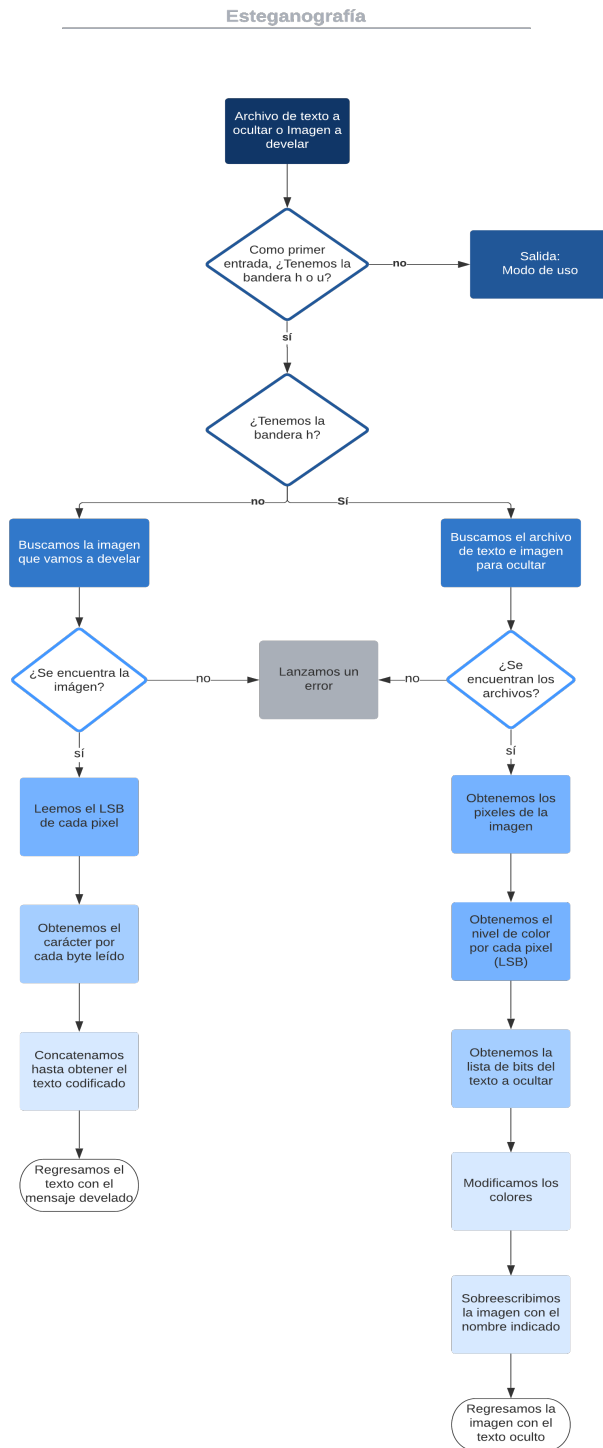 Esteganografía
Archivo de texto a
ocultar o Imagen a
develar
Como primer
entrada, ¿Tenemos la
bandera h o u?
no
Salida:
Modo de uso
sí
¿Tenemos la
bandera h?
no
Sí
Buscamos la imagen
que vamos a develar
Buscamos el archivo
de texto e imagen
para ocultar
¿Se encuentra la
imágen?
no
Lanzamos un
error
no
¿Se
encuentran los
archivos?
sí
sí
Leemos el LSB
de cada pixel
Obtenemos los
pixeles de la
imagen
Obtenemos el
carácter por
cada byte leído
Obtenemos el
nivel de color
por cada pixel
(LSB)
Concatenamos
hasta obtener el
texto codificado
Obtenemos la
lista de bits del
texto a ocultar
Regresamos el
texto con el
mensaje develado
Modificamos los
colores
Sobreescribimos
la imagen con el
nombre indicado
Regresamos la
imagen con el
texto oculto